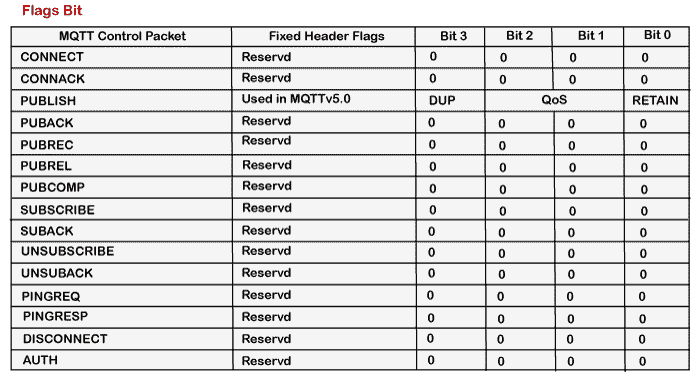 Flags Bit
MQTT Control Packet Fixed Header Flags Bit 3 Bit 2 Bit 1 Bit 0
CONNECT Reservd 0 0 0 0
CONNACK Reservd 0 0 0 0
PUBLISH Used in MQTTv5.0 DUP QoS RETAIN
PUBACK Reservd 0 0 0 0
PUBREC Reservd 0 0 0 0
PUBREL Reservd 0 0 0 0
PUBCOMP Reservd 0 0 0 0
SUBSCRIBE Reservd 0 0 0 0
SUBACK Reservd 0 0 0 0
UNSUBSCRIBE Reservd 0 0 0 0
UNSUBACK Reservd 0 0 0 0
PINGREQ Reservd 0 0 0 0
PINGRESP Reservd 0 0 0 0
DISCONNECT Reservd 0 0 0 0
AUTH Reservd 0 0 0 0